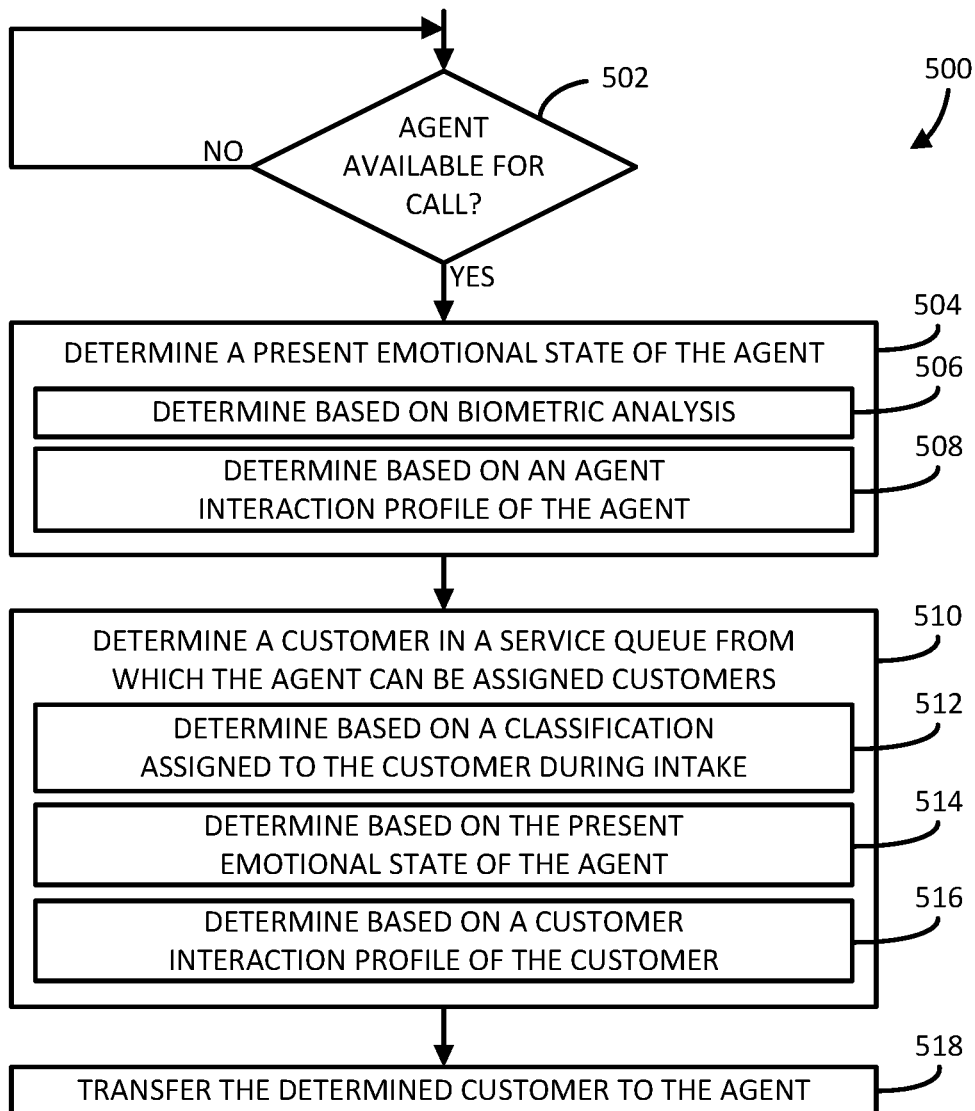 502
500
AGENT
AVAILABLE FOR
CALL?
NO
YES
504
DETERMINE A PRESENT EMOTIONAL STATE OF THE AGENT
506
DETERMINE BASED ON BIOMETRIC ANALYSIS
508
DETERMINE BASED ON AN AGENT
INTERACTION PROFILE OF THE AGENT
510
DETERMINE A CUSTOMER IN A SERVICE QUEUE FROM
WHICH THE AGENT CAN BE ASSIGNED CUSTOMERS
512
DETERMINE BASED ON A CLASSIFICATION
ASSIGNED TO THE CUSTOMER DURING INTAKE
514
DETERMINE BASED ON THE PRESENT
EMOTIONAL STATE OF THE AGENT
516
DETERMINE BASED ON A CUSTOMER
INTERACTION PROFILE OF THE CUSTOMER
518
TRANSFER THE DETERMINED CUSTOMER TO THE AGENT